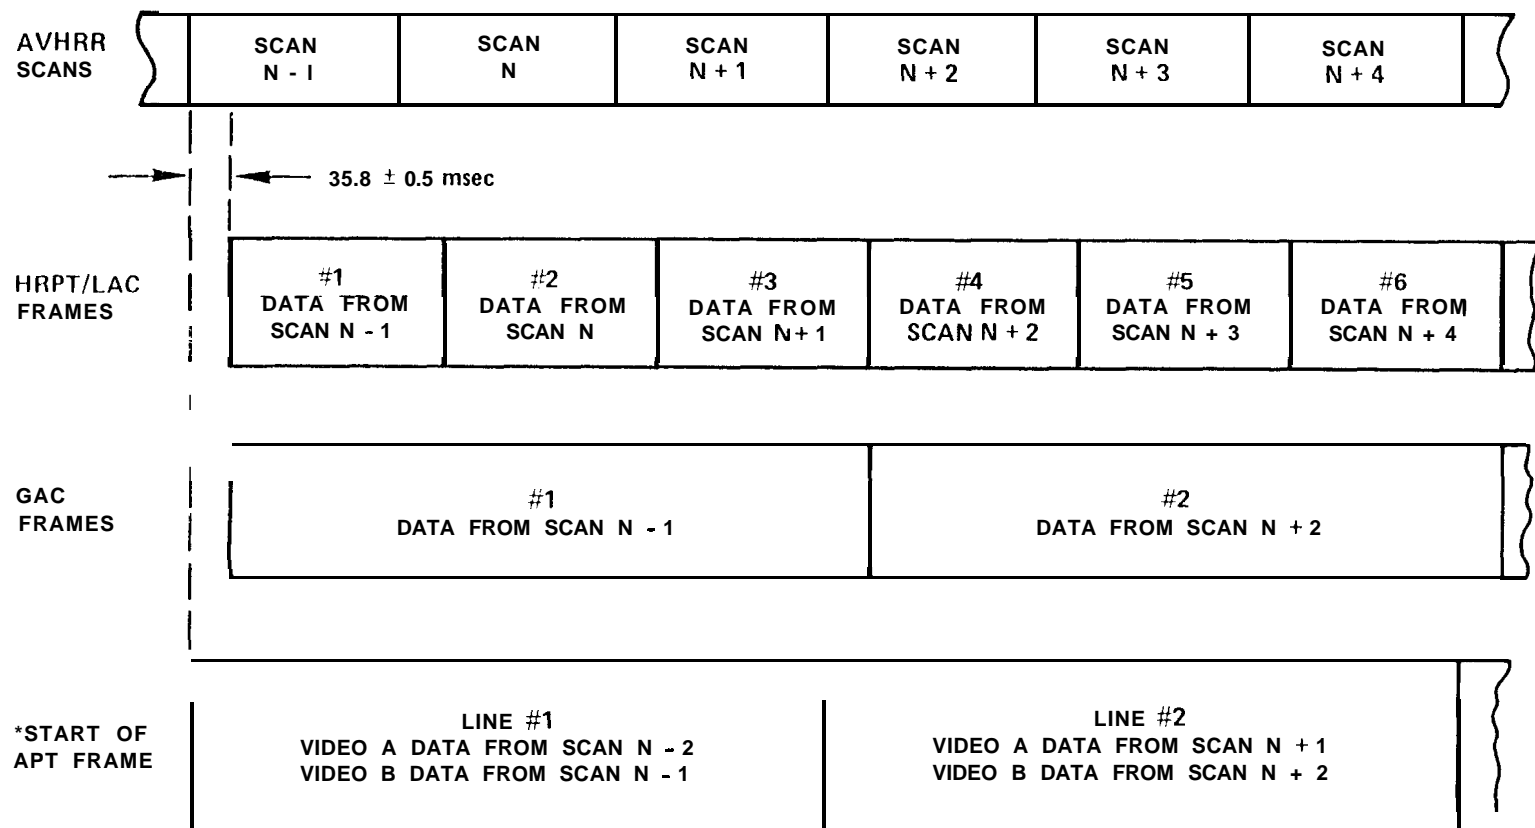 AVHRR
SCANS
SCAN
N - I
SCAN
N
SCAN
N + 1
SCAN
N + 2
SCAN
N + 3
SCAN
N + 4
35.8 ± 0.5 msec
HRPT/LAC
FRAMES
#1
DATA FROM
SCAN N - 1
#2
DATA FROM
SCAN N
#3
DATA FROM
SCAN N + 1
#4
DATA FROM
SCAN N + 2
#5
DATA FROM
SCAN N + 3
#6
DATA FROM
SCAN N + 4
GAC
FRAMES
#1
DATA FROM SCAN N - 1
#2
DATA FROM SCAN N + 2
*START OF
APT FRAME
LINE #1
VIDEO A DATA FROM SCAN N - 2
VIDEO B DATA FROM SCAN N - 1
LINE #2
VIDEO A DATA FROM SCAN N + 1
VIDEO B DATA FROM SCAN N + 2